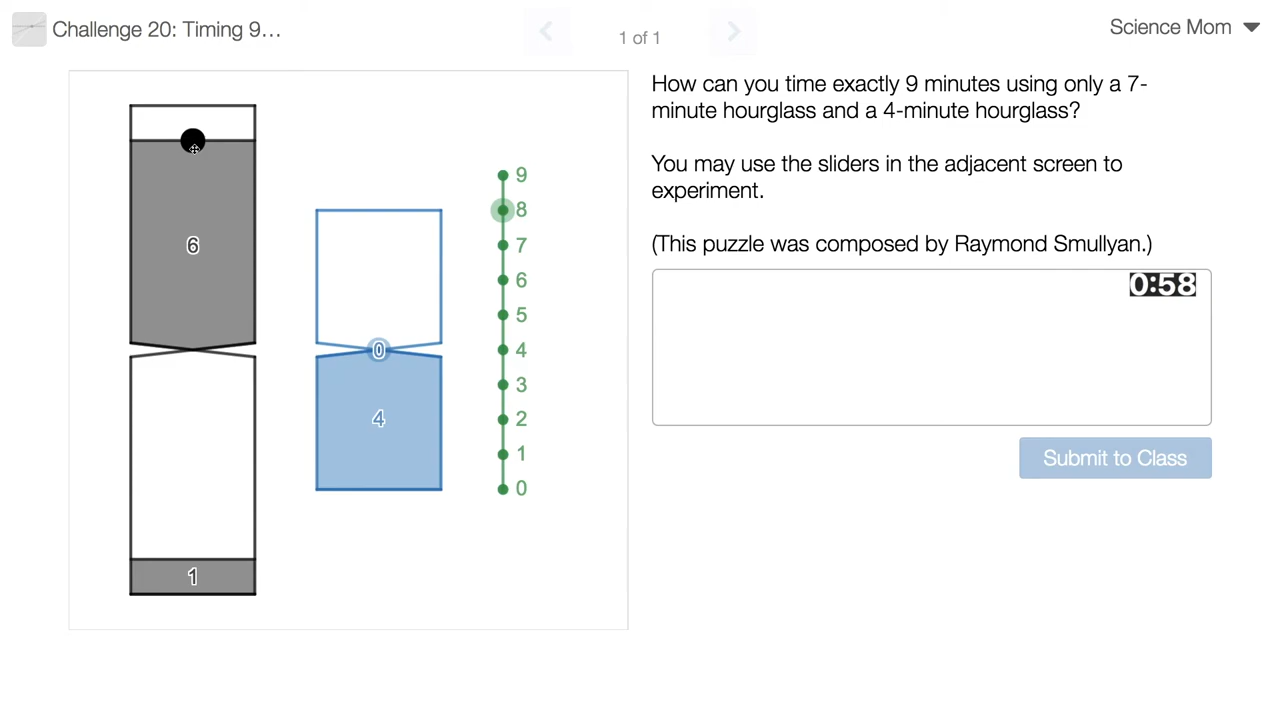 Challenge 20: Timing 9…
1 of 1
Science Mom
How can you time exactly 9 minutes using only a 7-
minute hourglass and a 4-minute hourglass?
You may use the sliders in the adjacent screen to
experiment.
(This puzzle was composed by Raymond Smullyan.)
0:58
Submit to Class
6
1
0
4
9
8
7
6
5
4
3
2
1
0